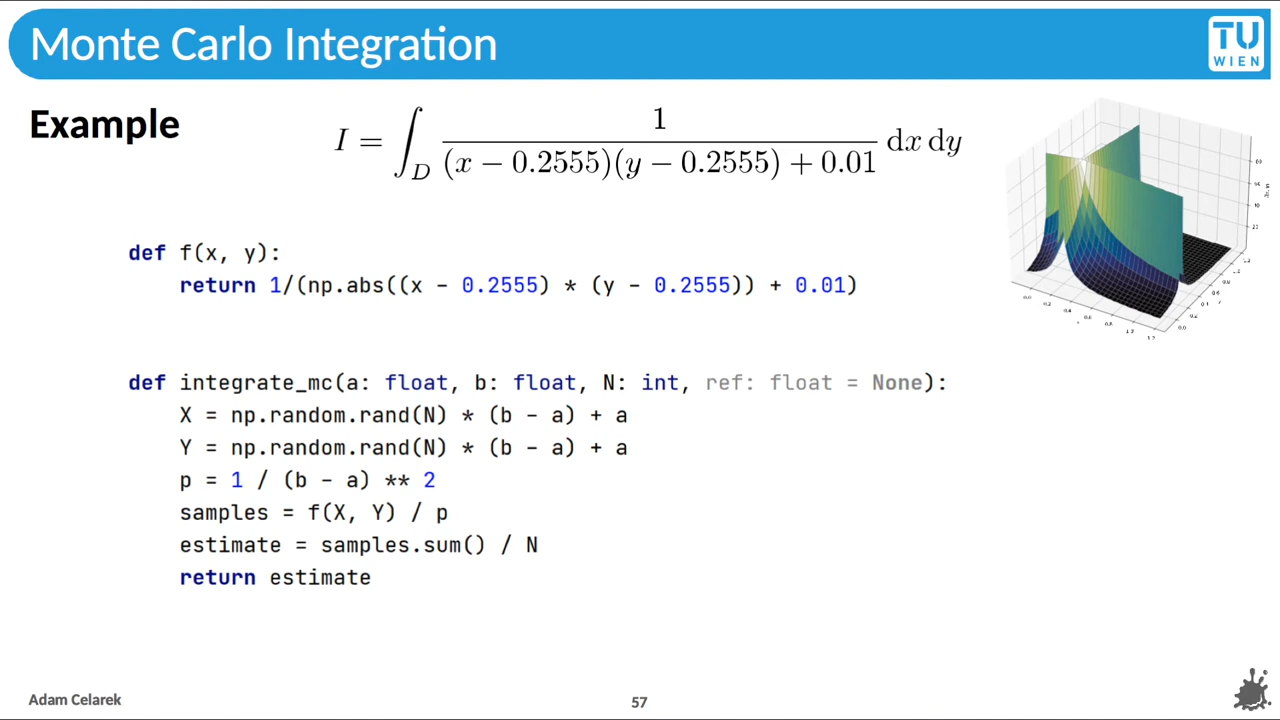 Monte Carlo Integration
TU
WIEN
Example
I = ∫_D 1 / ((x − 0.2555)(y − 0.2555) + 0.01) dx dy
def f(x, y):
    return 1/(np.abs((x - 0.2555) * (y - 0.2555)) + 0.01)
def integrate_mc(a: float, b: float, N: int, ref: float = None):
    X = np.random.rand(N) * (b - a) + a
    Y = np.random.rand(N) * (b - a) + a
    p = 1 / (b - a) ** 2
    samples = f(X, Y) / p
    estimate = samples.sum() / N
    return estimate
Adam Celarek
57